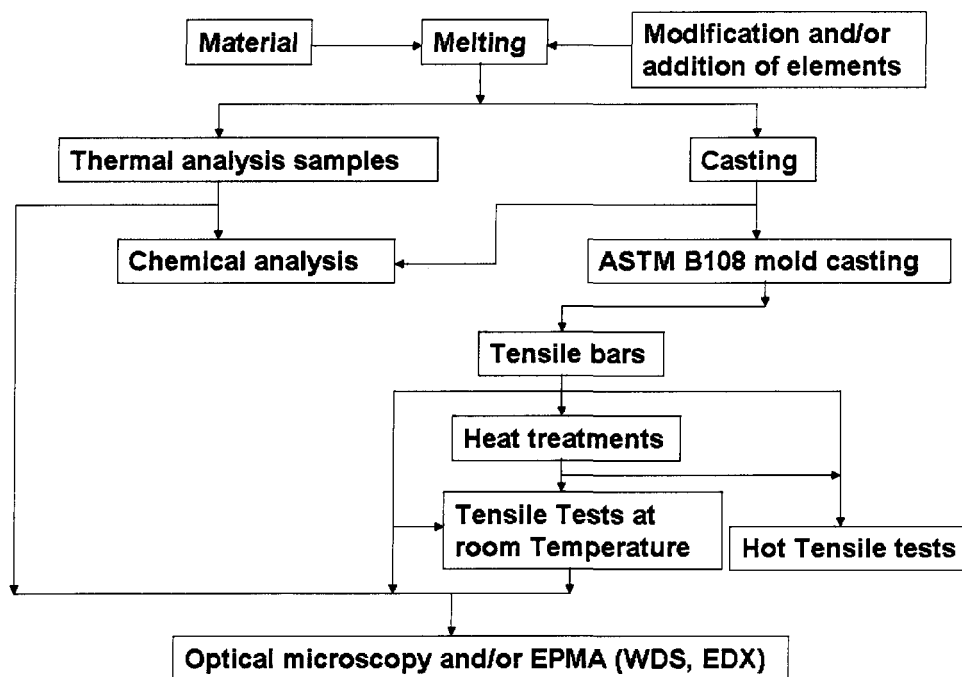 Material
Melting
Modification and/or
addition of elements
Thermal analysis samples
Casting
Chemical analysis
ASTM B108 mold casting
Tensile bars
Heat treatments
Tensile Tests at
room Temperature
Hot Tensile tests
Optical microscopy and/or EPMA (WDS, EDX)